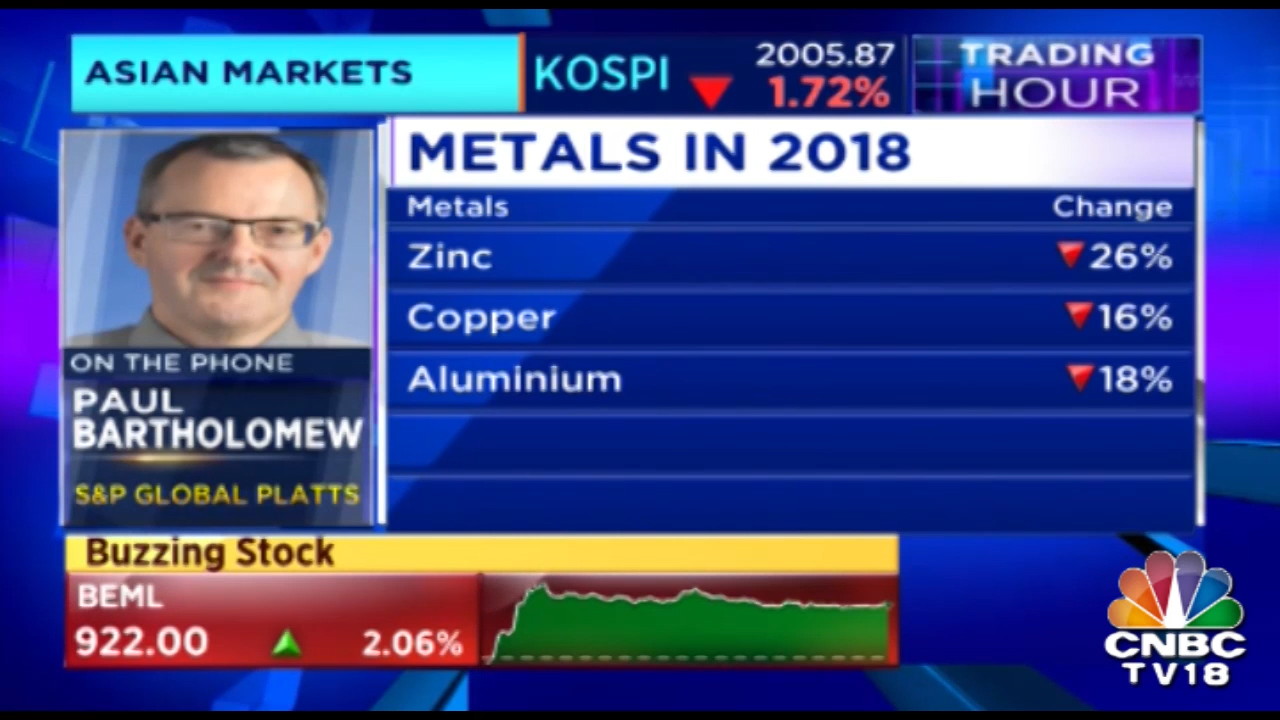 ASIAN MARKETS
KOSPI ▼ 2005.87
1.72%
TRADING
HOUR
METALS IN 2018
Metals Change
Zinc ▼ 26%
Copper ▼ 16%
Aluminium ▼ 18%
ON THE PHONE
PAUL
BARTHOLOMEW
S&P GLOBAL PLATTS
Buzzing Stock
BEML
922.00 ▲ 2.06%
CNBC
TV18